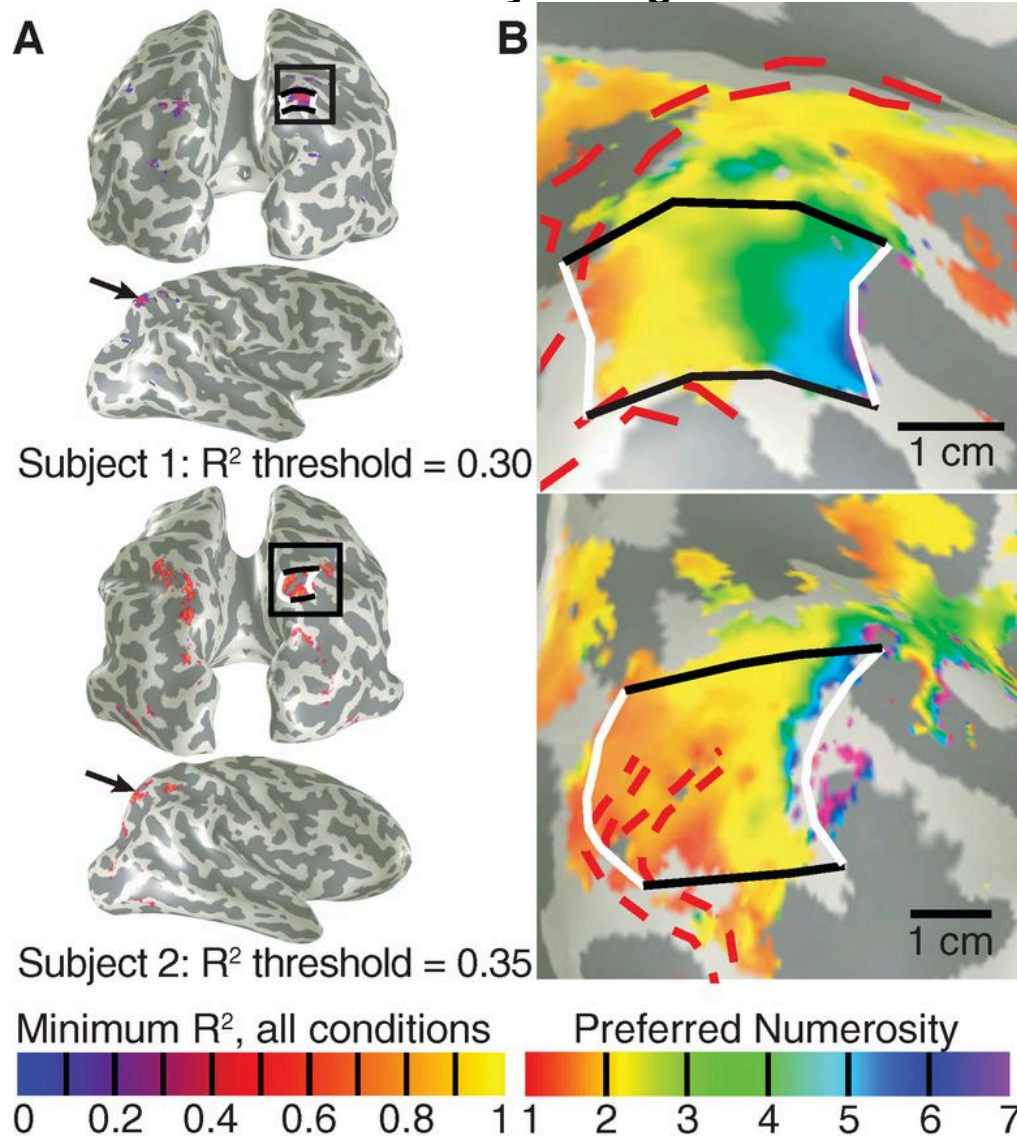 A
B
1 cm
Subject 1: R² threshold = 0.30
1 cm
Subject 2: R² threshold = 0.35
Minimum R², all conditions
Preferred Numerosity
0 0.2 0.4 0.6 0.8 1
1 2 3 4 5 6 7